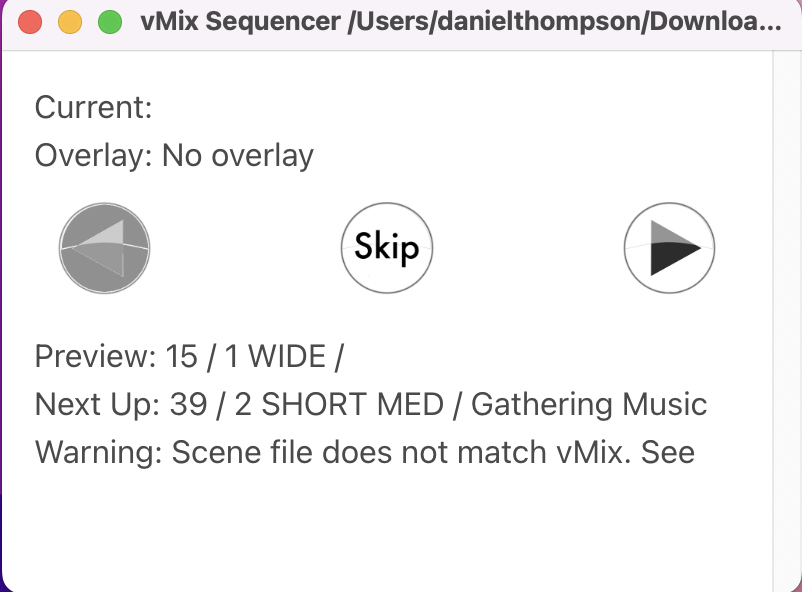 vMix Sequencer /Users/danielthompson/Downloa...
Current:
Overlay: No overlay
Skip
Preview: 15 / 1 WIDE /
Next Up: 39 / 2 SHORT MED / Gathering Music
Warning: Scene file does not match vMix. See